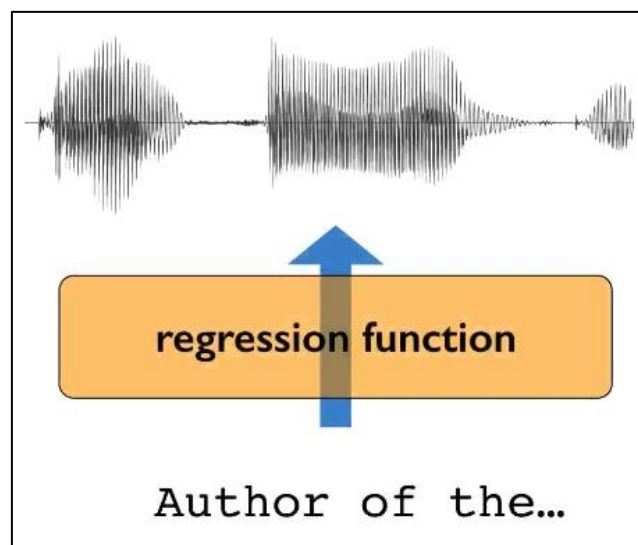 regression function
Author of the…